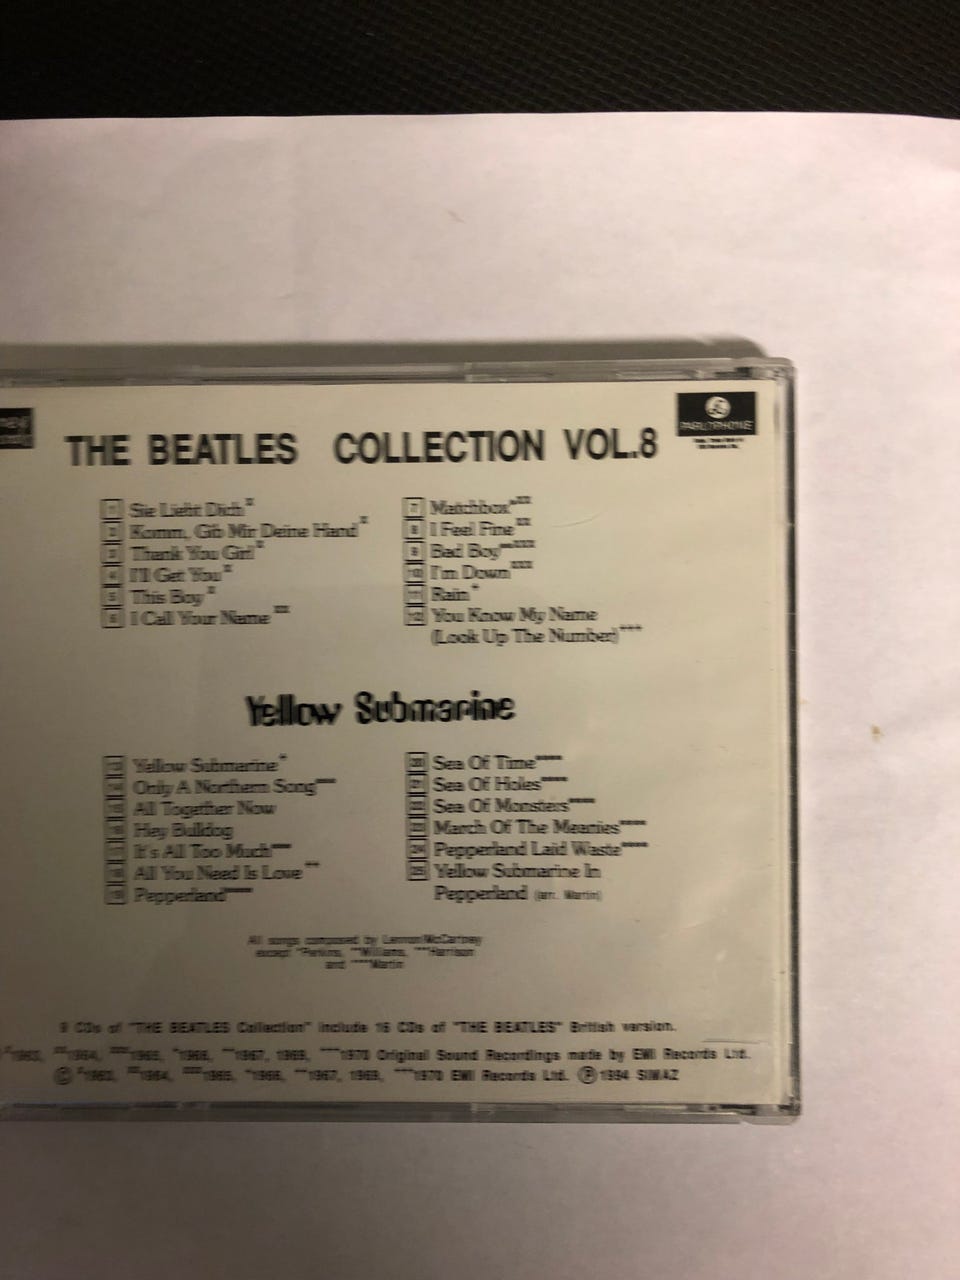 THE BEATLES COLLECTION VOL.8
PARLOPHONE
1 Sie Liebt Dich
2 Komm, Gib Mir Deine Hand
3 Thank You Girl
4 I'll Get You
5 This Boy
6 I Call Your Name
7 Matchbox
8 I Feel Fine
9 Bad Boy
10 I'm Down
11 Rain*
12 You Know My Name
(Look Up The Number)***
Yellow Submarine
13 Yellow Submarine*
14 Only A Northern Song***
15 All Together Now
16 Hey Bulldog
17 It's All Too Much***
18 All You Need Is Love**
19 Pepperland****
20 Sea Of Time****
21 Sea Of Holes****
22 Sea Of Monsters****
23 March Of The Meanies****
24 Pepperland Laid Waste****
25 Yellow Submarine In
Pepperland (arr. Martin)
All songs composed by Lennon/McCartney
except *Perkins, **Williams, ***Harrison
and ****Martin
8 CDs of "THE BEATLES Collection" include 16 CDs of "THE BEATLES" British version.
1963, 1964, 1965, *1966, **1967, 1969, ***1970 Original Sound Recordings made by EMI Records Ltd.
© 1963, 1964, 1965, *1966, **1967, 1969, ***1970 EMI Records Ltd. ℗ 1994 SIMAZ